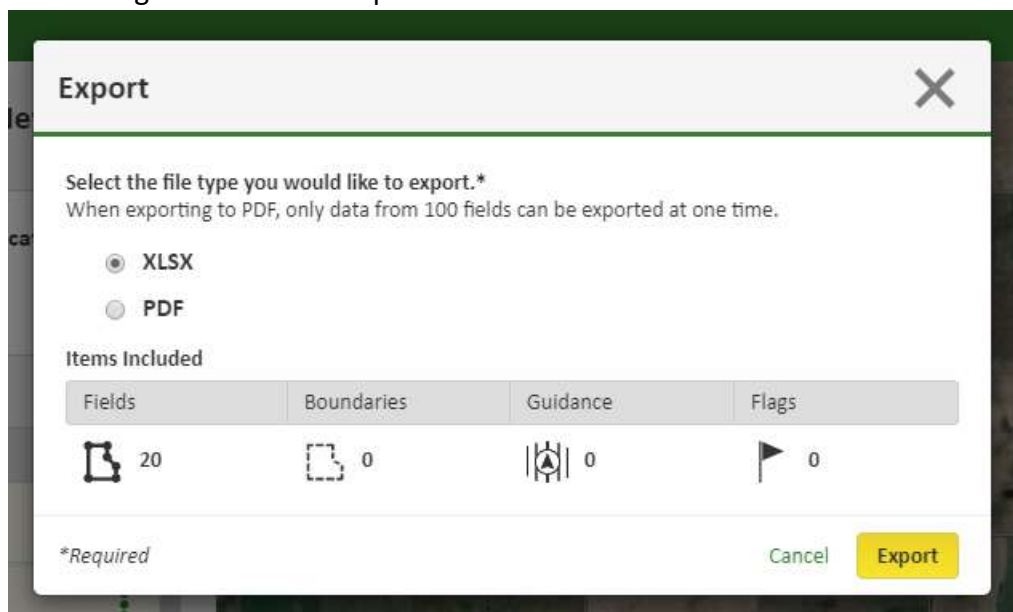 Export
Select the file type you would like to export.*
When exporting to PDF, only data from 100 fields can be exported at one time.
XLSX
PDF
Items Included
Fields Boundaries Guidance Flags
20 0 0 0
*Required Cancel Export